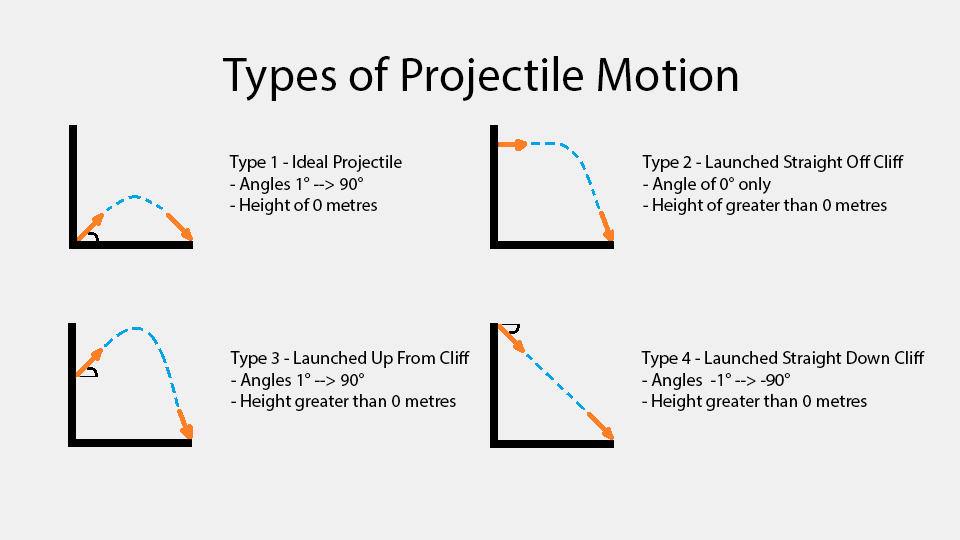 Types of Projectile Motion
Type 1 - Ideal Projectile
- Angles 1° --> 90°
- Height of 0 metres
Type 2 - Launched Straight Off Cliff
- Angle of 0° only
- Height of greater than 0 metres
Type 3 - Launched Up From Cliff
- Angles 1° --> 90°
- Height greater than 0 metres
Type 4 - Launched Straight Down Cliff
- Angles  -1° --> -90°
- Height greater than 0 metres